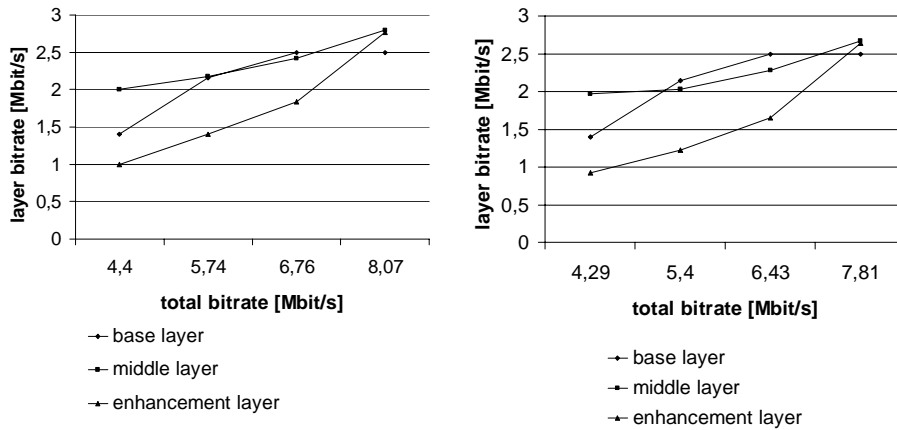 3
2,5
2
1,5
1
0,5
0
layer bitrate [Mbit/s]
4,4 5,74 6,76 8,07
total bitrate [Mbit/s]
base layer
middle layer
enhancement layer
3
2,5
2
1,5
1
0,5
0
layer bitrate [Mbit/s]
4,29 5,4 6,43 7,81
total bitrate [Mbit/s]
base layer
middle layer
enhancement layer